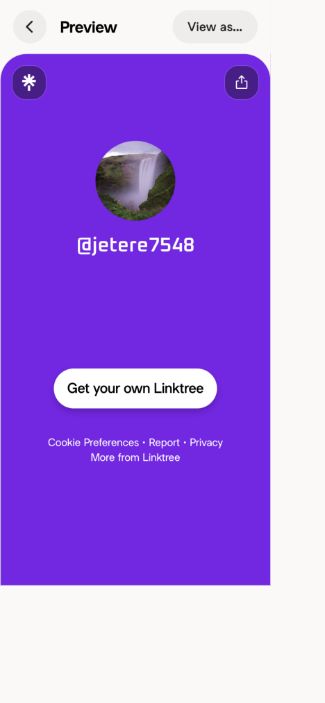 Preview
View as...
@jetere7548
Get your own Linktree
Cookie Preferences • Report • Privacy
More from Linktree